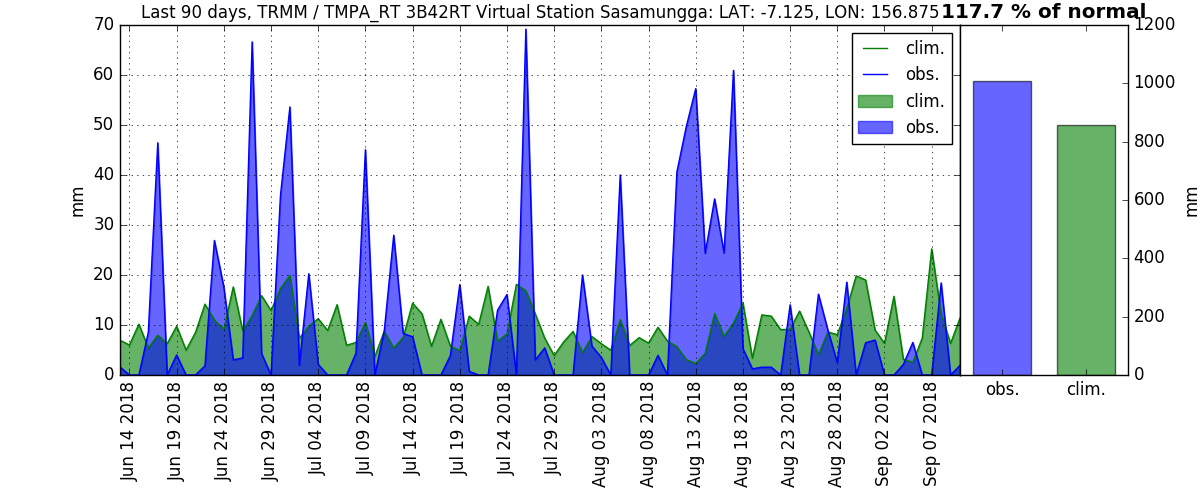 Last 90 days, TRMM / TMPA_RT 3B42RT Virtual Station Sasamungga: LAT: -7.125, LON: 156.875
117.7 % of normal
70
60
50
40
30
20
10
0
mm
clim.
obs.
clim.
obs.
1200
1000
800
600
400
200
0
mm
Jun 14 2018
Jun 19 2018
Jun 24 2018
Jun 29 2018
Jul 04 2018
Jul 09 2018
Jul 14 2018
Jul 19 2018
Jul 24 2018
Jul 29 2018
Aug 03 2018
Aug 08 2018
Aug 13 2018
Aug 18 2018
Aug 23 2018
Aug 28 2018
Sep 02 2018
Sep 07 2018
obs.
clim.